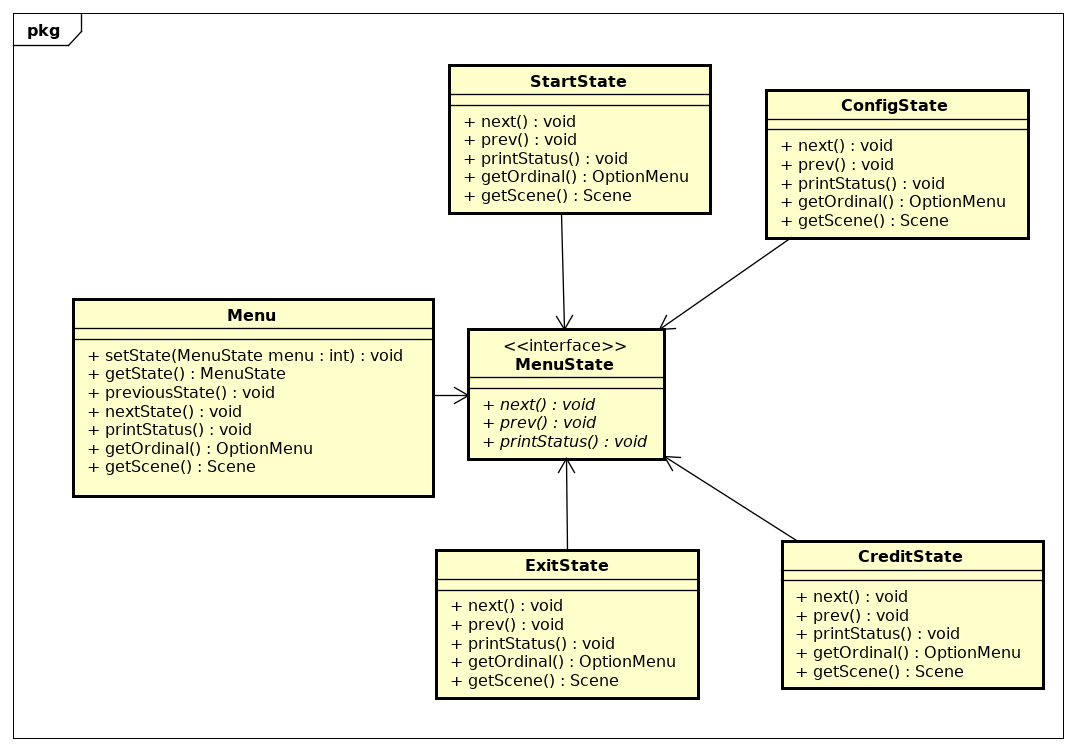 pkg
StartState
+ next() : void
+ prev() : void
+ printStatus() : void
+ getOrdinal() : OptionMenu
+ getScene() : Scene
ConfigState
+ next() : void
+ prev() : void
+ printStatus() : void
+ getOrdinal() : OptionMenu
+ getScene() : Scene
Menu
+ setState(MenuState menu : int) : void
+ getState() : MenuState
+ previousState() : void
+ nextState() : void
+ printStatus() : void
+ getOrdinal() : OptionMenu
+ getScene() : Scene
<<interface>>
MenuState
+ next() : void
+ prev() : void
+ printStatus() : void
ExitState
+ next() : void
+ prev() : void
+ printStatus() : void
+ getOrdinal() : OptionMenu
+ getScene() : Scene
CreditState
+ next() : void
+ prev() : void
+ printStatus() : void
+ getOrdinal() : OptionMenu
+ getScene() : Scene